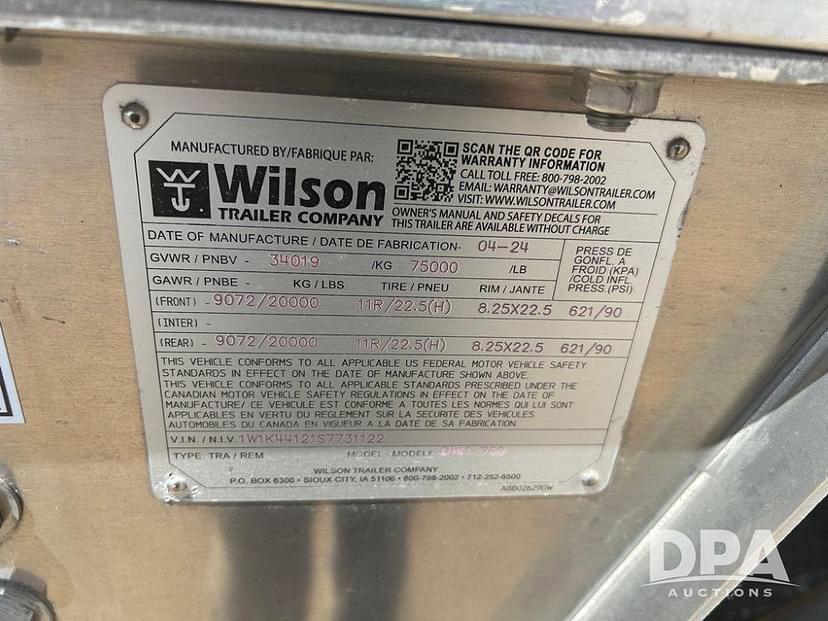 MANUFACTURED BY/FABRIQUE PAR:
Wilson
TRAILER COMPANY
SCAN THE QR CODE FOR
WARRANTY INFORMATION
CALL TOLL FREE: 800-798-2002
EMAIL: WARRANTY@WILSONTRAILER.COM
VISIT: WWW.WILSONTRAILER.COM
OWNER'S MANUAL AND SAFETY DECALS FOR
THIS TRAILER ARE AVAILABLE WITHOUT CHARGE
DATE OF MANUFACTURE / DATE DE FABRICATION- 04-24
GVWR / PNBV - 34019 /KG 75000 /LB
PRESS DE
GONFL. A
FROID (KPA)
/COLD INFL.
PRESS.(PSI)
GAWR / PNBE - KG / LBS TIRE / PNEU RIM / JANTE
(FRONT) - 9072/20000 11R/22.5(H) 8.25X22.5 621/90
(INTER) -
(REAR) - 9072/20000 11R/22.5(H) 8.25X22.5 621/90
THIS VEHICLE CONFORMS TO ALL APPLICABLE US FEDERAL MOTOR VEHICLE SAFETY
STANDARDS IN EFFECT ON THE DATE OF MANUFACTURE SHOWN ABOVE.
THIS VEHICLE CONFORMS TO ALL APPLICABLE STANDARDS PRESCRIBED UNDER THE
CANADIAN MOTOR VEHICLE SAFETY REGULATIONS IN EFFECT ON THE DATE OF
MANUFACTURE/ CE VEHICULE EST CONFORME A TOUTES LES NORMES QUI LUI SONT
APPLICABLES EN VERTU DU REGLEMENT SUR LA SECURITE DES VEHICULES
AUTOMOBILES DU CANADA EN VIGUEUR A LA DATE DE SA FABRICATION.
V.I.N. / N.I.V. 1W1K44121S7731122
TYPE TRA / REM MODEL / MODELE
WILSON TRAILER COMPANY
P.O. BOX 6300 • SIOUX CITY, IA 51106 • 800-798-2002 • 712-252-6500
ABB02629DW
DPA
AUCTIONS